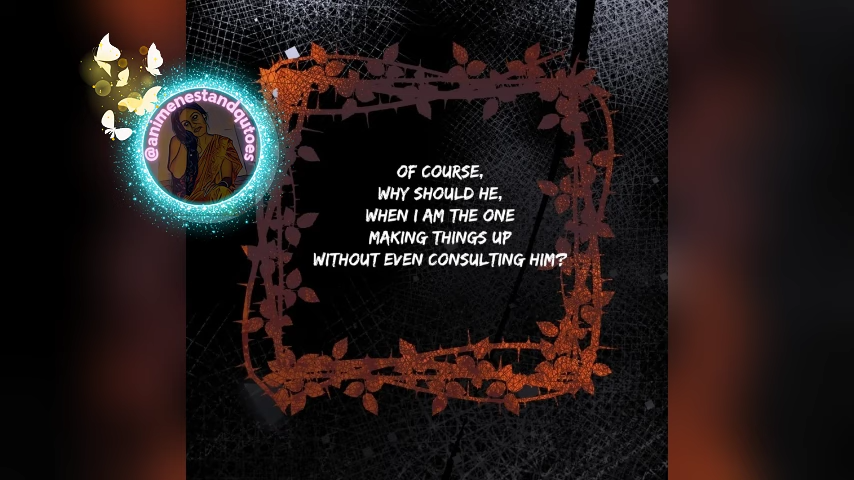 @animenestandqutoes
OF COURSE,
WHY SHOULD HE,
WHEN I AM THE ONE
MAKING THINGS UP
WITHOUT EVEN CONSULTING HIM?